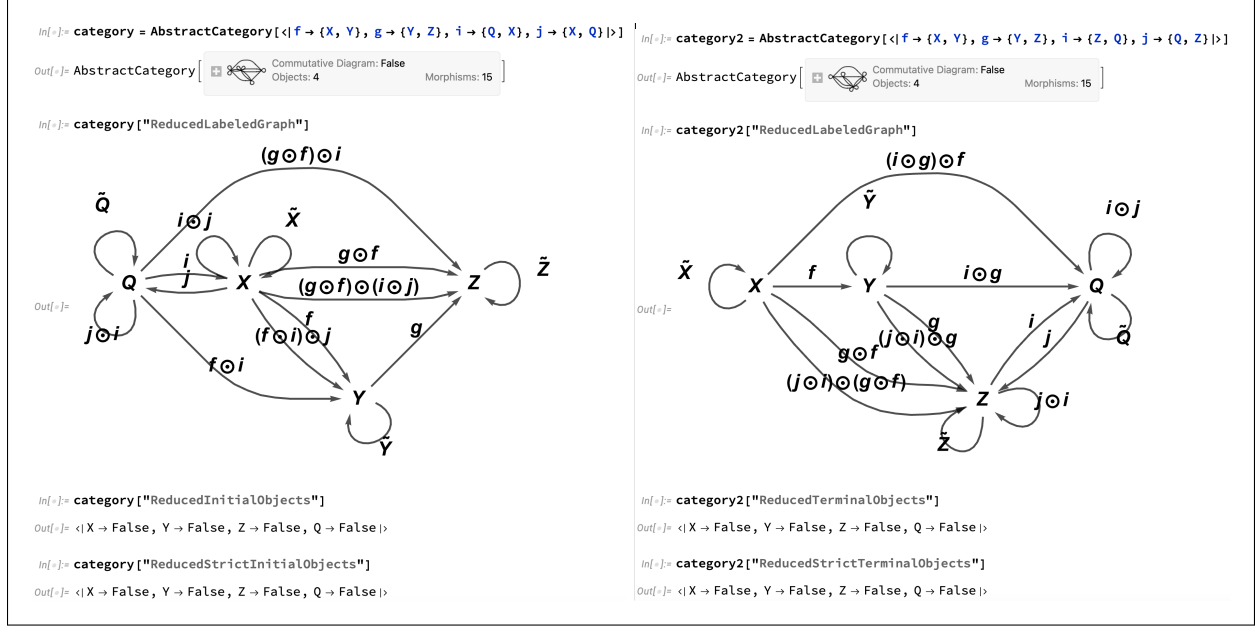 In[◦]:= category = AbstractCategory[<|f → {X, Y}, g → {Y, Z}, i → {Q, X}, j → {X, Q}|>]
Out[◦]= AbstractCategory[
Commutative Diagram: False
Objects: 4 Morphisms: 15
]
In[◦]:= category["ReducedLabeledGraph"]
(g⊙f)⊙i
Q̃
i⊙j
X̃
i
j
g⊙f
Z̃
Q
X
Z
(g⊙f)⊙(i⊙j)
Out[◦]=
j⊙i
f
(f⊙i)⊙j
g
f⊙i
Y
Ỹ
In[◦]:= category["ReducedInitialObjects"]
Out[◦]= <|X → False, Y → False, Z → False, Q → False|>
In[◦]:= category["ReducedStrictInitialObjects"]
Out[◦]= <|X → False, Y → False, Z → False, Q → False|>
In[◦]:= category2 = AbstractCategory[<|f → {X, Y}, g → {Y, Z}, i → {Z, Q}, j → {Q, Z}|>]
Out[◦]= AbstractCategory[
Commutative Diagram: False
Objects: 4 Morphisms: 15
]
In[◦]:= category2["ReducedLabeledGraph"]
(i⊙g)⊙f
Ỹ
i⊙j
X̃
f
i⊙g
X
Y
Q
Out[◦]=
g
i
(j⊙i)⊙g
j
Q̃
g⊙f
(j⊙i)⊙(g⊙f)
Z
j⊙i
Z̃
In[◦]:= category2["ReducedTerminalObjects"]
Out[◦]= <|X → False, Y → False, Z → False, Q → False|>
In[◦]:= category2["ReducedStrictTerminalObjects"]
Out[◦]= <|X → False, Y → False, Z → False, Q → False|>